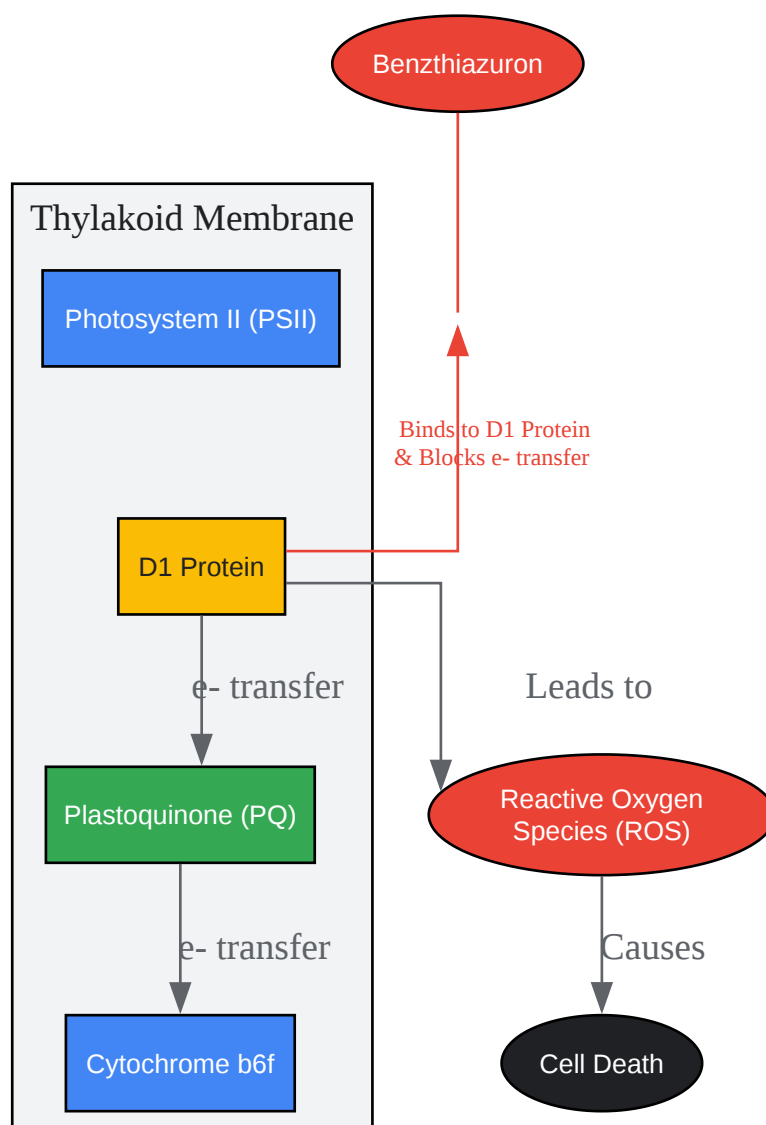 Benzthiazuron
Thylakoid Membrane
Photosystem II (PSII)
Binds to D1 Protein
& Blocks e- transfer
D1 Protein
e- transfer
Leads to
Plastoquinone (PQ)
Reactive Oxygen
Species (ROS)
e- transfer
Causes
Cytochrome b6f
Cell Death